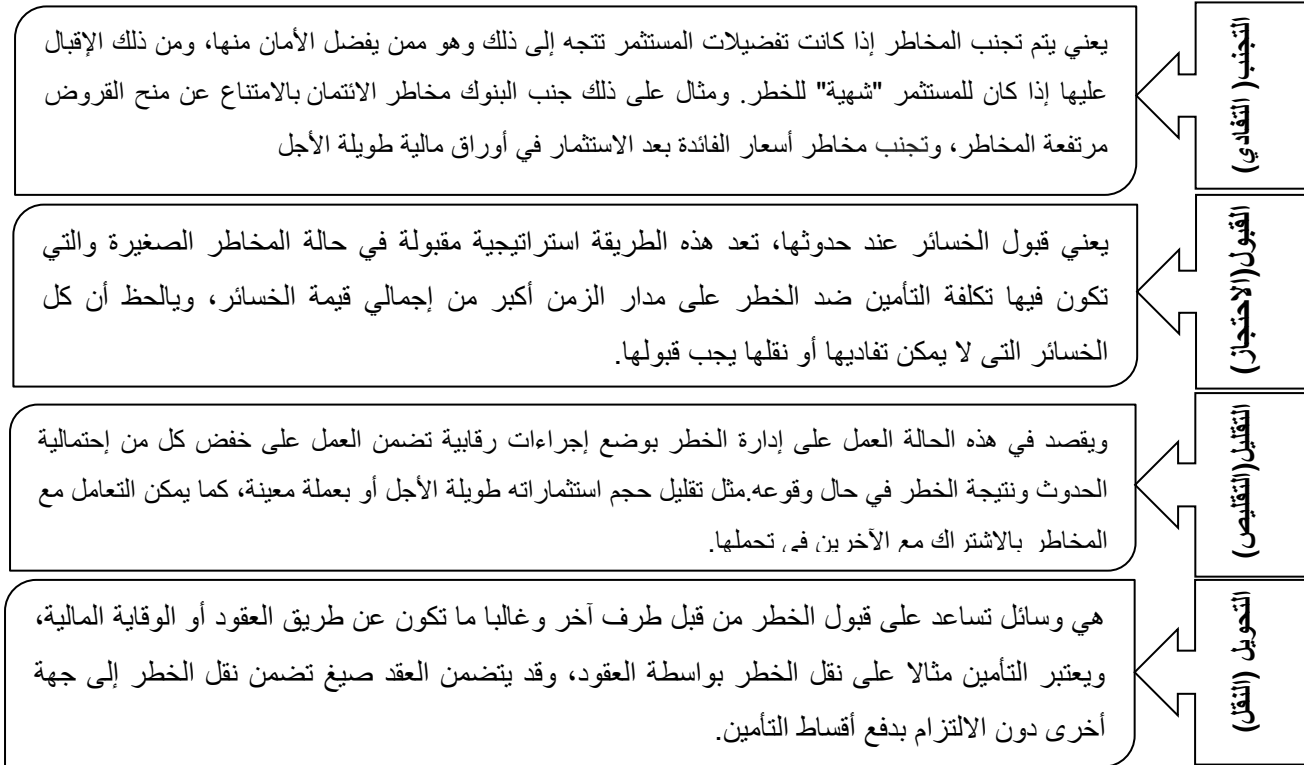 التجنب( التفادي)
يعني يتم تجنب المخاطر إذا كانت تفضيلات المستثمر تتجه إلى ذلك وهو ممن يفضل الأمان منها، ومن ذلك الإقبال
عليها إذا كان للمستثمر "شهية" للخطر. ومثال على ذلك جنب البنوك مخاطر الائتمان بالامتناع عن منح القروض
مرتفعة المخاطر، وتجنب مخاطر أسعار الفائدة بعد الاستثمار في أوراق مالية طويلة الأجل
القبول(الاحتجاز)
يعني قبول الخسائر عند حدوثها، تعد هذه الطريقة استراتيجية مقبولة في حالة المخاطر الصغيرة والتي
تكون فيها تكلفة التأمين ضد الخطر على مدار الزمن أكبر من إجمالي قيمة الخسائر، ويالحظ أن كل
الخسائر التى لا يمكن تفاديها أو نقلها يجب قبولها.
التقليل(التقليص)
ويقصد في هذه الحالة العمل على إدارة الخطر بوضع إجراءات رقابية تضمن العمل على خفض كل من إحتمالية
الحدوث ونتيجة الخطر في حال وقوعه.مثل تقليل حجم استثماراته طويلة الأجل أو بعملة معينة، كما يمكن التعامل مع
المخاطر بالاشتراك مع الآخرين في تحملها.
التحويل (النقل)
هي وسائل تساعد على قبول الخطر من قبل طرف آخر وغالبا ما تكون عن طريق العقود أو الوقاية المالية،
ويعتبر التأمين مثالا على نقل الخطر بواسطة العقود، وقد يتضمن العقد صيغ تضمن نقل الخطر إلى جهة
أخرى دون الالتزام بدفع أقساط التأمين.